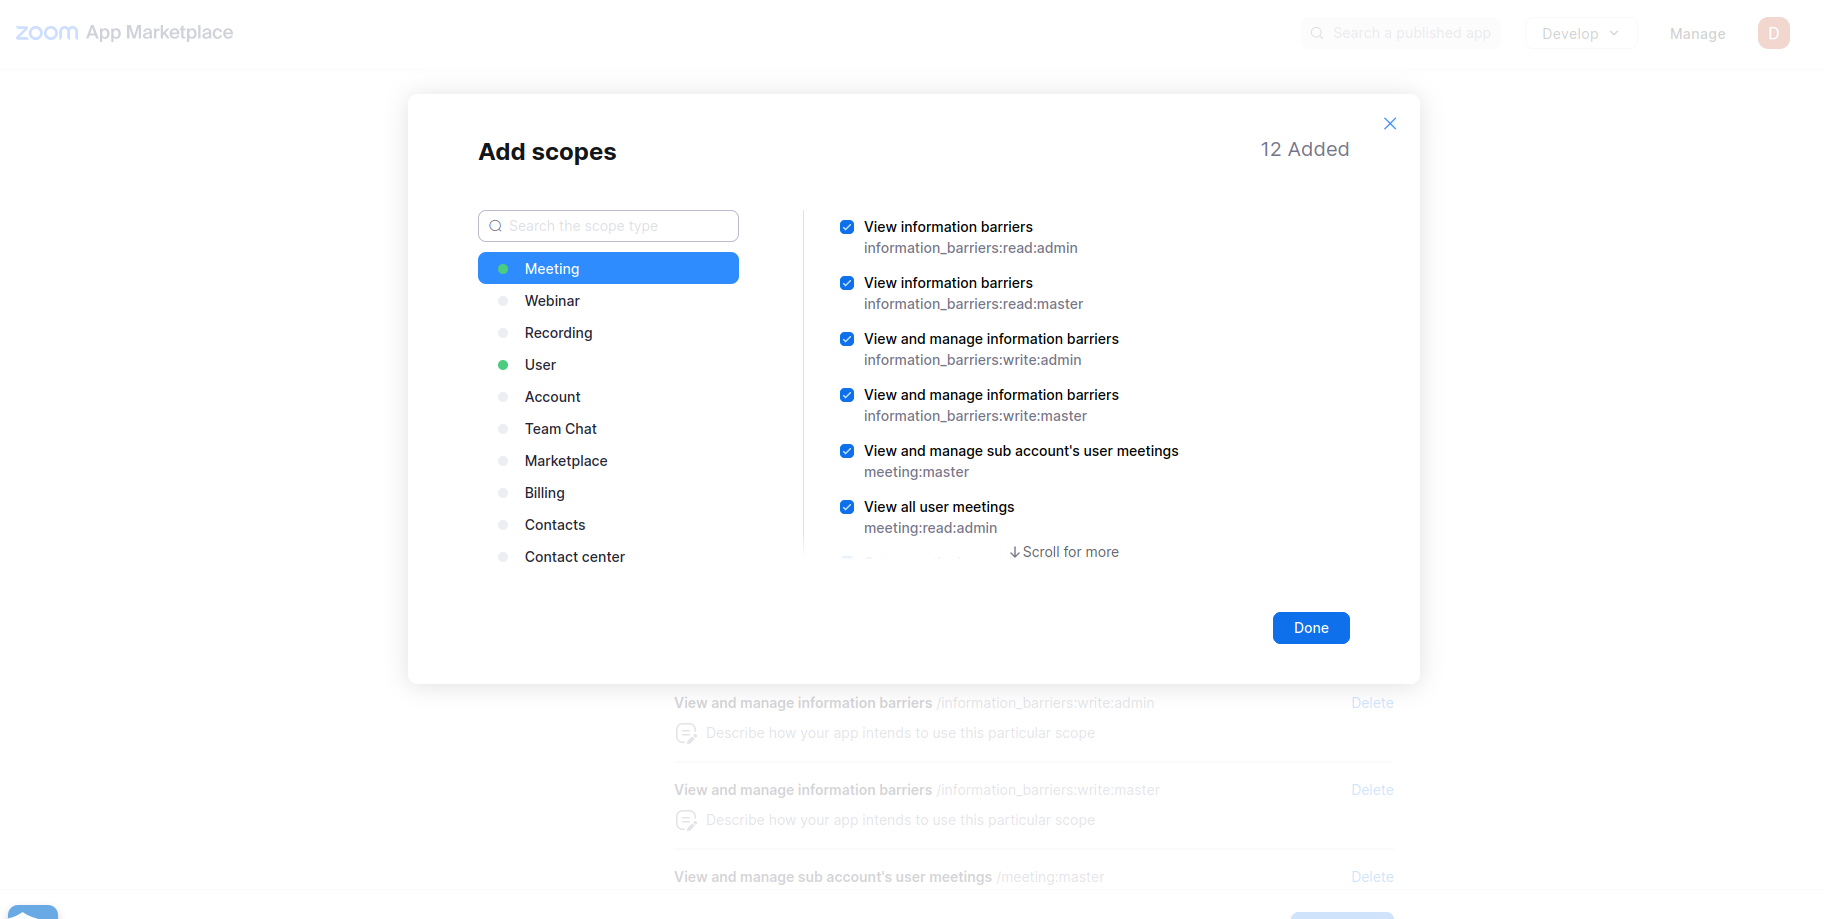 zoom App Marketplace
Search a published app
Develop
Manage
D
Add scopes
12 Added
Search the scope type
Meeting
Webinar
Recording
User
Account
Team Chat
Marketplace
Billing
Contacts
Contact center
View information barriers
information_barriers:read:admin
View information barriers
information_barriers:read:master
View and manage information barriers
information_barriers:write:admin
View and manage information barriers
information_barriers:write:master
View and manage sub account's user meetings
meeting:master
View all user meetings
meeting:read:admin
Scroll for more
Done
View and manage information barriers /information_barriers:write:admin
Delete
Describe how your app intends to use this particular scope
View and manage information barriers /information_barriers:write:master
Delete
Describe how your app intends to use this particular scope
View and manage sub account's user meetings /meeting:master
Delete